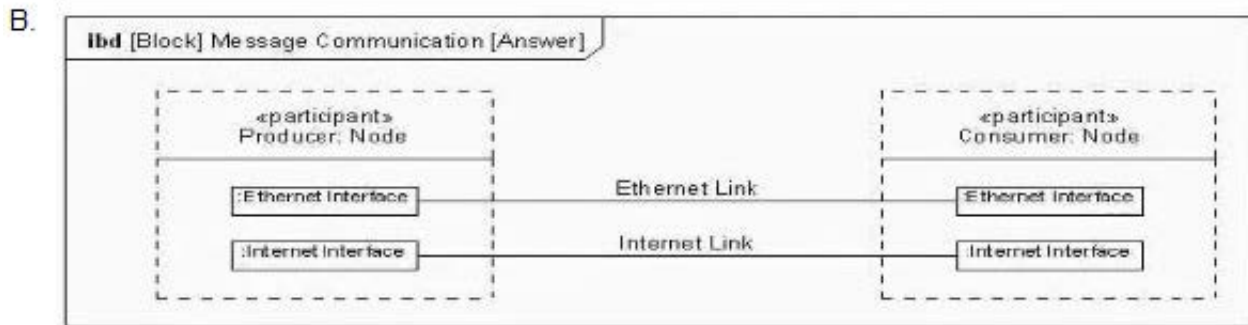 B.
ibd [Block] Message Communication [Answer]
«participant»
Producer: Node
«participant»
Consumer: Node
:Ethernet Interface
Ethernet Link
:Ethernet Interface
:Internet Interface
Internet Link
:Internet Interface